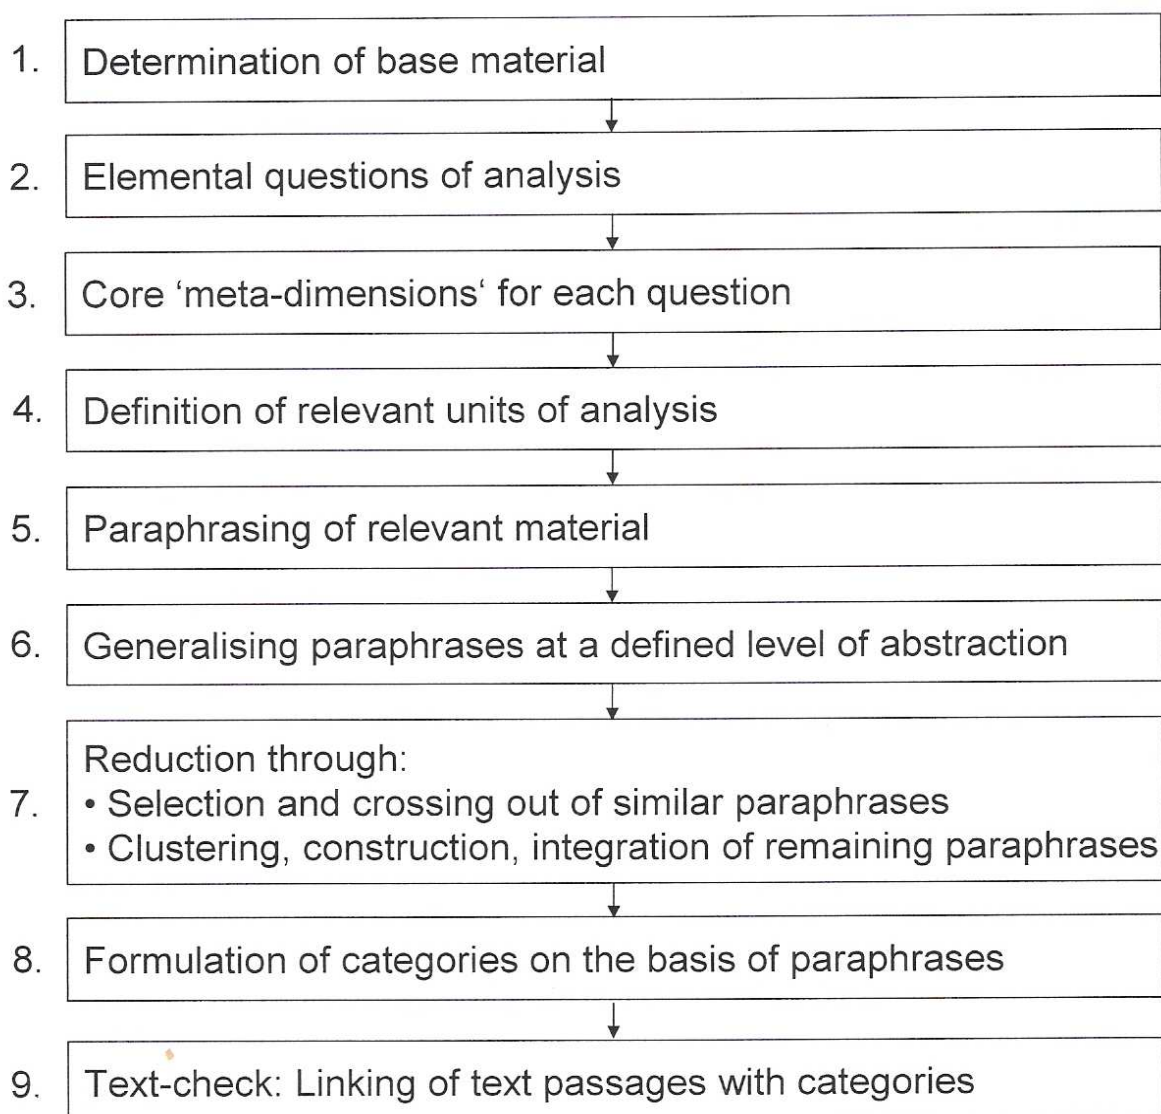 1. Determination of base material
2. Elemental questions of analysis
3. Core ‘meta-dimensions‘ for each question
4. Definition of relevant units of analysis
5. Paraphrasing of relevant material
6. Generalising paraphrases at a defined level of abstraction
Reduction through:
7. • Selection and crossing out of similar paraphrases
• Clustering, construction, integration of remaining paraphrases
8. Formulation of categories on the basis of paraphrases
9. Text-check: Linking of text passages with categories